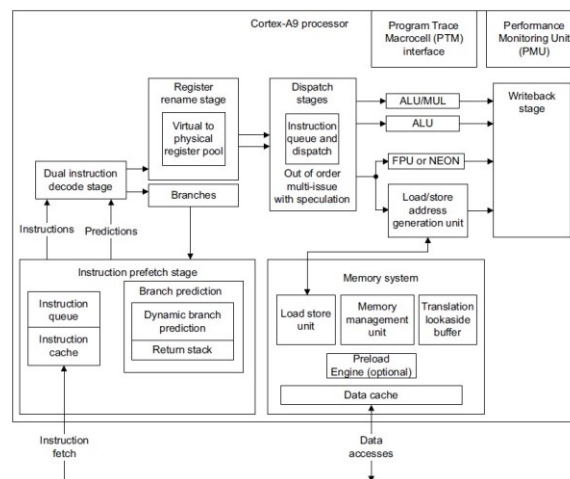 Cortex-A9 processor
Program Trace
Macrocell (PTM)
interface
Performance
Monitoring Unit
(PMU)
Register
rename stage
Virtual to
physical
register pool
Dispatch
stages
Instruction
queue and
dispatch
Out of order
multi-issue
with speculation
ALU/MUL
ALU
FPU or NEON
Load/store
address
generation unit
Writeback
stage
Dual instruction
decode stage
Branches
Instructions
Predictions
Instruction prefetch stage
Instruction
queue
Instruction
cache
Branch prediction
Dynamic branch
prediction
Return stack
Memory system
Load store
unit
Memory
management
unit
Translation
lookaside
buffer
Preload
Engine (optional)
Data cache
Instruction
fetch
Data
accesses